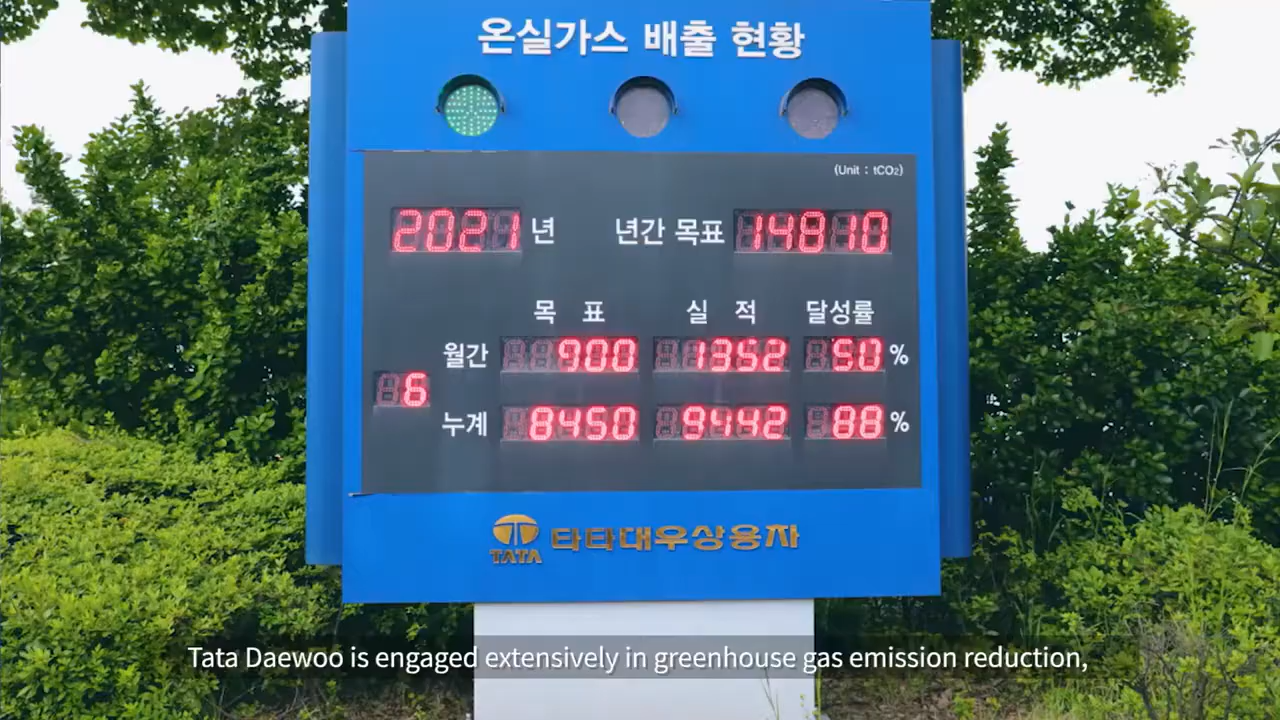 온실가스 배출 현황
(Unit : tCO₂)
2021 년 년간 목표 14810
목 표 실 적 달성률
월간 900 1352 50 %
6
누계 8450 9442 88 %
TATA 타타대우상용차
Tata Daewoo is engaged extensively in greenhouse gas emission reduction,